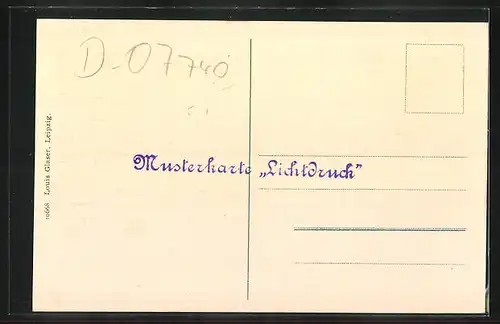 D-07740
Musterkarte „Lichtdruck"
10668 Louis Glaser, Leipzig.